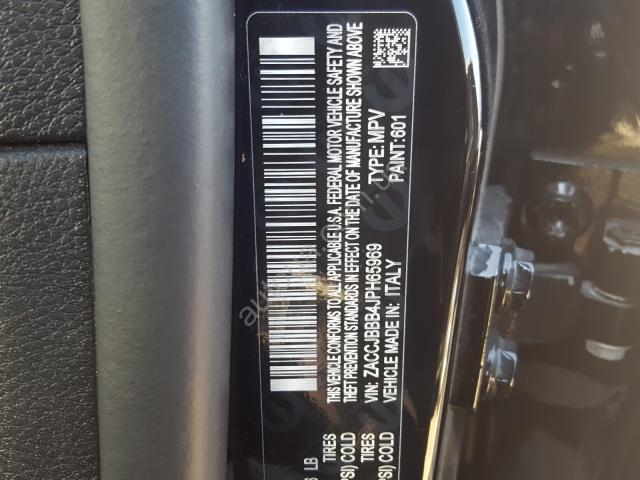 THIS VEHICLE CONFORMS TO ALL APPLICABLE U.S.A. FEDERAL MOTOR VEHICLE SAFETY AND
THEFT PREVENTION STANDARDS IN EFFECT ON THE DATE OF MANUFACTURE SHOWN ABOVE
VIN: ZACCJBBB4JPH65969 TYPE: MPV
VEHICLE MADE IN: ITALY PAINT: 601
LB
TIRES
SI) COLD
TIRES
SI) COLD